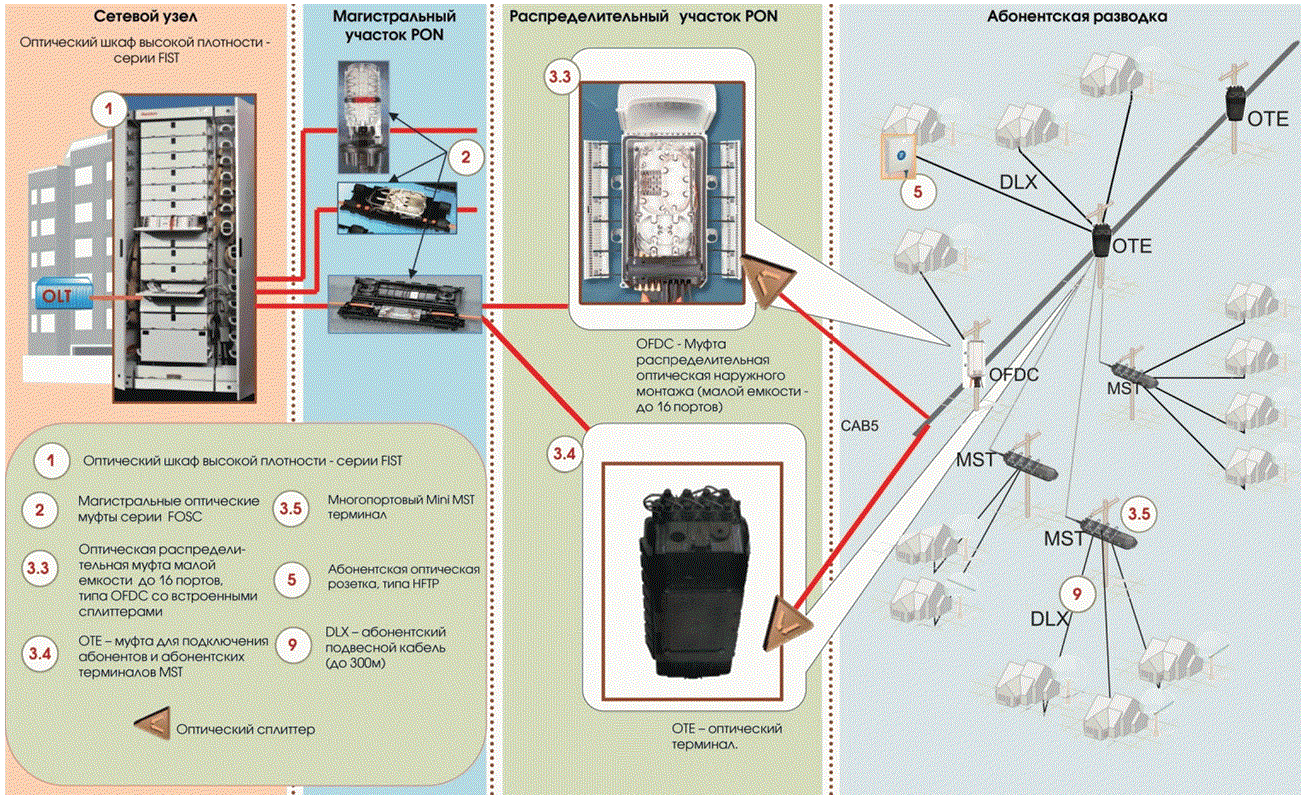 Сетевой узел
Оптический шкаф высокой плотности -
серии FIST
1
OLT
Магистральный
участок PON
2
Распределительный участок PON
3.3
OFDC - Муфта
распределительная
оптическая наружного
монтажа (малой емкости -
до 16 портов)
3.4
OTE – оптический
терминал.
Абонентская разводка
OTE
5
DLX
OTE
OFDC
MST
CAB5
MST
3.5
MST
9
DLX
1
Оптический шкаф высокой плотности - серии FIST
2
Магистральные оптические
муфты серии FOSC
3.3
Оптическая распредели-
тельная муфта малой
емкости до 16 портов,
типа OFDC со встроенными
сплиттерами
3.4
OTE – муфта для подключения
абонентов и абонентских
терминалов MST
3.5
Многопортовый Mini MST
терминал
5
Абонентская оптическая
розетка, типа HFTP
9
DLX – абонентский
подвесной кабель
(до 300м)
Оптический сплиттер